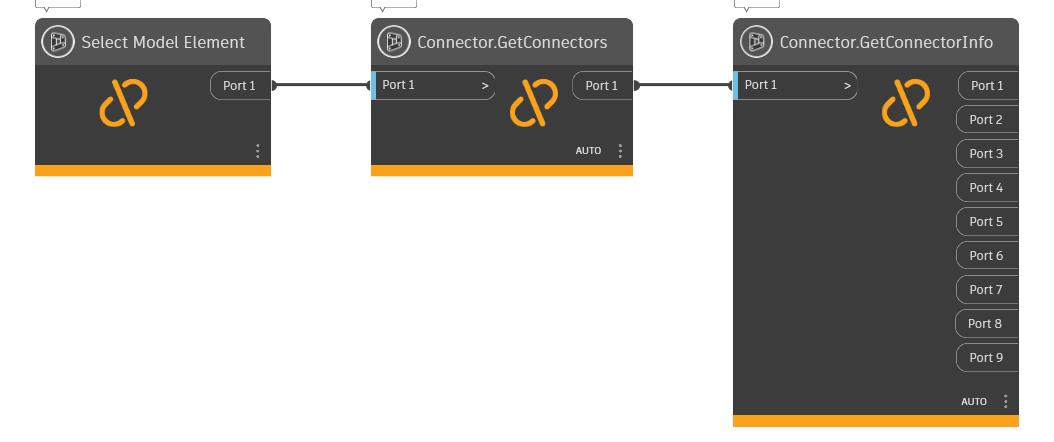 Select Model Element
Port 1
Connector.GetConnectors
Port 1 >
Port 1
AUTO
Connector.GetConnectorInfo
Port 1 >
Port 1
Port 2
Port 3
Port 4
Port 5
Port 6
Port 7
Port 8
Port 9
AUTO